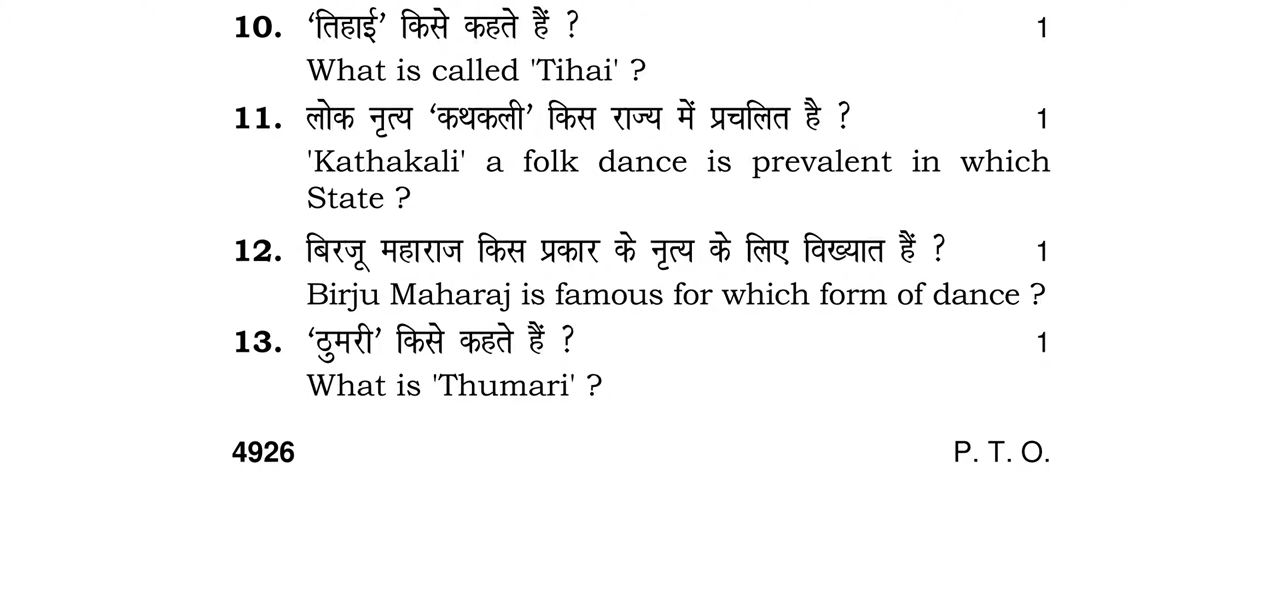 10. ‘तिहाई’ किसे कहते हैं ? 1
What is called 'Tihai' ?
11. लोक नृत्य ‘कथकली’ किस राज्य में प्रचलित है ? 1
'Kathakali' a folk dance is prevalent in which
State ?
12. बिरजू महाराज किस प्रकार के नृत्य के लिए विख्यात हैं ? 1
Birju Maharaj is famous for which form of dance ?
13. ‘ठुमरी’ किसे कहते हैं ? 1
What is 'Thumari' ?
4926 P. T. O.